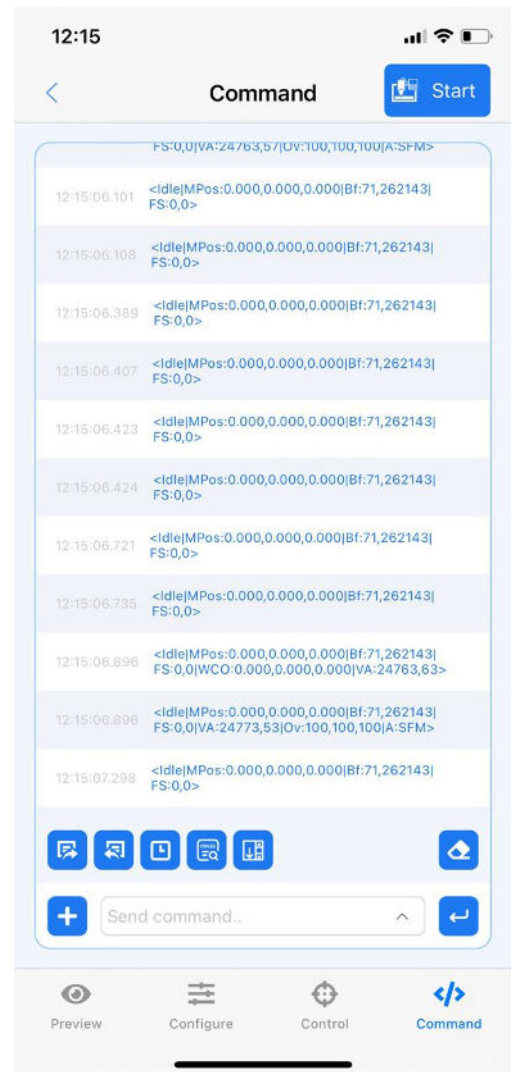 12:15
Command
Start
FS:0,0|VA:24763,57|Ov:100,100,100|A:SFM>
12:15:06.101
<Idle|MPos:0.000,0.000,0.000|Bf:71,262143|
FS:0,0>
12:15:06.108
<Idle|MPos:0.000,0.000,0.000|Bf:71,262143|
FS:0,0>
12:15:06.389
<Idle|MPos:0.000,0.000,0.000|Bf:71,262143|
FS:0,0>
12:15:06.407
<Idle|MPos:0.000,0.000,0.000|Bf:71,262143|
FS:0,0>
12:15:06.423
<Idle|MPos:0.000,0.000,0.000|Bf:71,262143|
FS:0,0>
12:15:06.424
<Idle|MPos:0.000,0.000,0.000|Bf:71,262143|
FS:0,0>
12:15:06.721
<Idle|MPos:0.000,0.000,0.000|Bf:71,262143|
FS:0,0>
12:15:06.735
<Idle|MPos:0.000,0.000,0.000|Bf:71,262143|
FS:0,0>
12:15:06.896
<Idle|MPos:0.000,0.000,0.000|Bf:71,262143|
FS:0,0|WCO:0.000,0.000,0.000|VA:24763,63>
12:15:06.896
<Idle|MPos:0.000,0.000,0.000|Bf:71,262143|
FS:0,0|VA:24773,53|Ov:100,100,100|A:SFM>
12:15:07.298
<Idle|MPos:0.000,0.000,0.000|Bf:71,262143|
FS:0,0>
Send command..
Preview
Configure
Control
Command